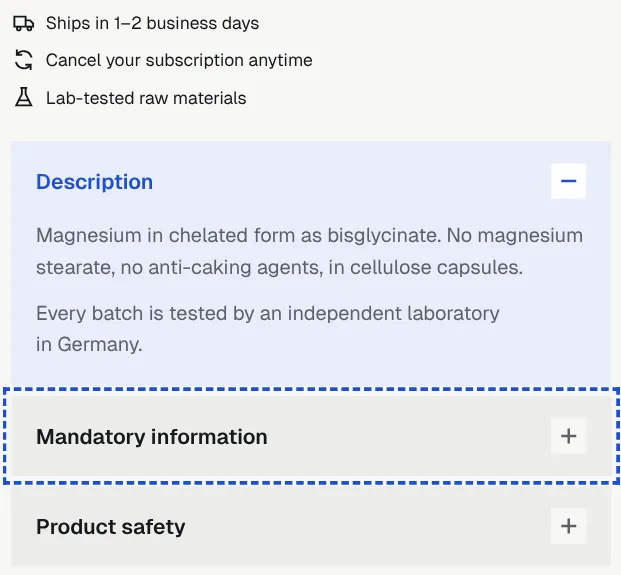 Ships in 1–2 business days
Cancel your subscription anytime
Lab-tested raw materials
Description
Magnesium in chelated form as bisglycinate. No magnesium
stearate, no anti-caking agents, in cellulose capsules.
Every batch is tested by an independent laboratory
in Germany.
Mandatory information
Product safety